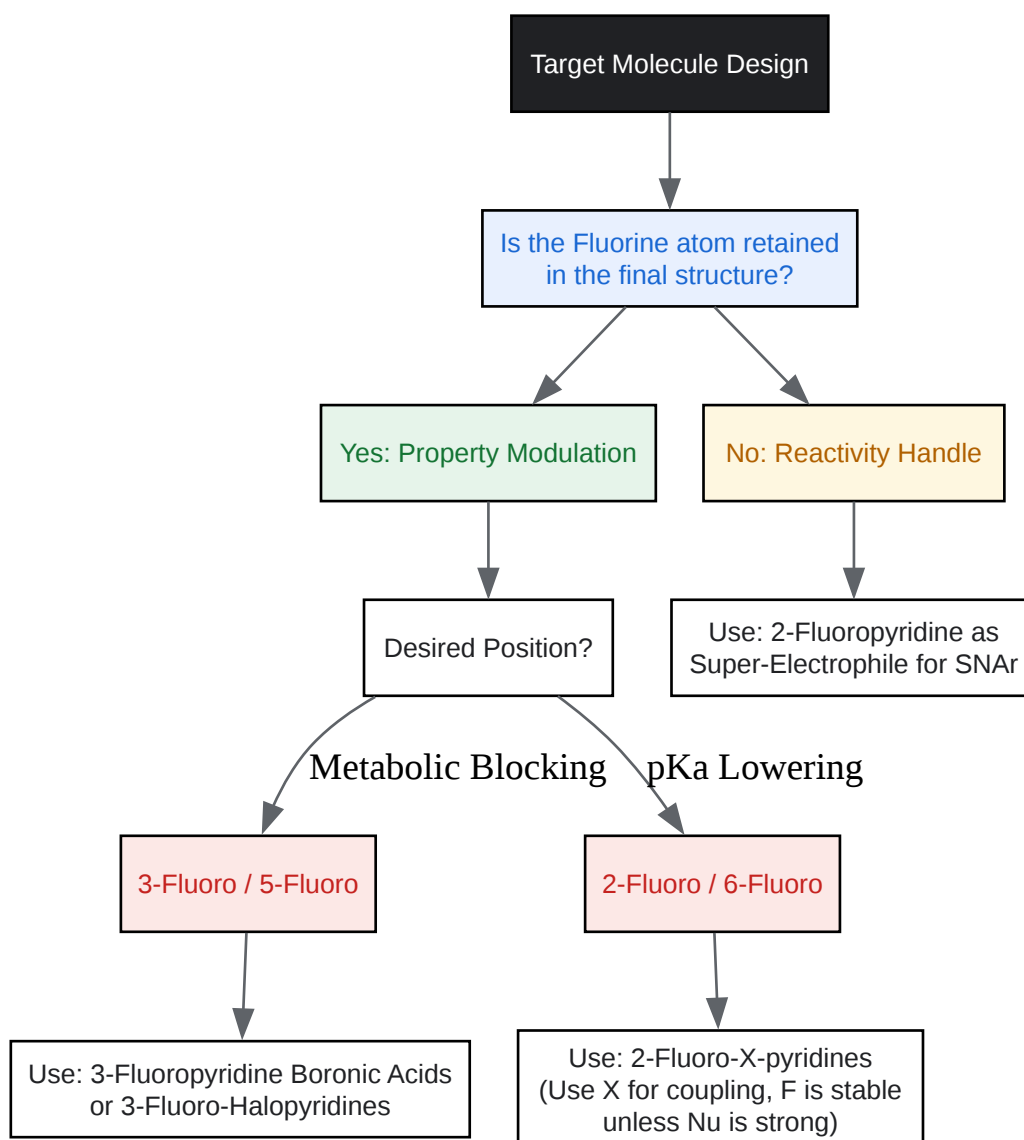 Target Molecule Design
Is the Fluorine atom retained
in the final structure?
Yes: Property Modulation
No: Reactivity Handle
Desired Position?
Use: 2-Fluoropyridine as
Super-Electrophile for SNAr
Metabolic Blocking
pKa Lowering
3-Fluoro / 5-Fluoro
2-Fluoro / 6-Fluoro
Use: 3-Fluoropyridine Boronic Acids
or 3-Fluoro-Halopyridines
Use: 2-Fluoro-X-pyridines
(Use X for coupling, F is stable
unless Nu is strong)